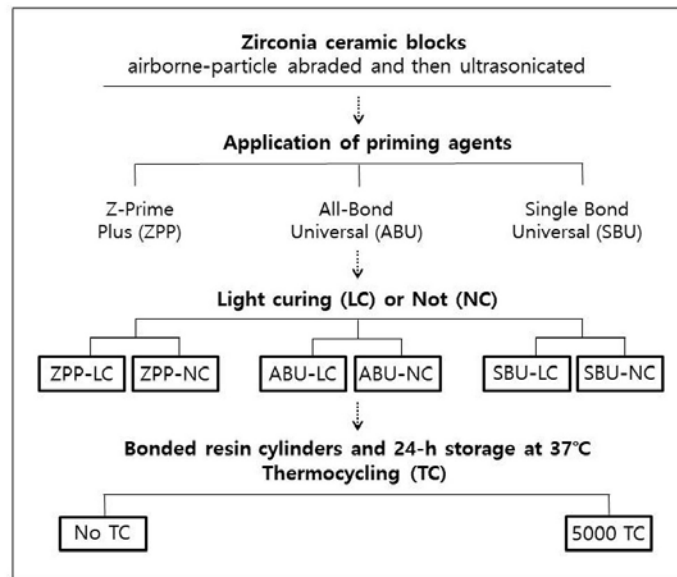 Zirconia ceramic blocks
airborne-particle abraded and then ultrasonicated
Application of priming agents
Z-Prime
Plus (ZPP)
All-Bond
Universal (ABU)
Single Bond
Universal (SBU)
Light curing (LC) or Not (NC)
ZPP-LC
ZPP-NC
ABU-LC
ABU-NC
SBU-LC
SBU-NC
Bonded resin cylinders and 24-h storage at 37℃
Thermocycling (TC)
No TC
5000 TC